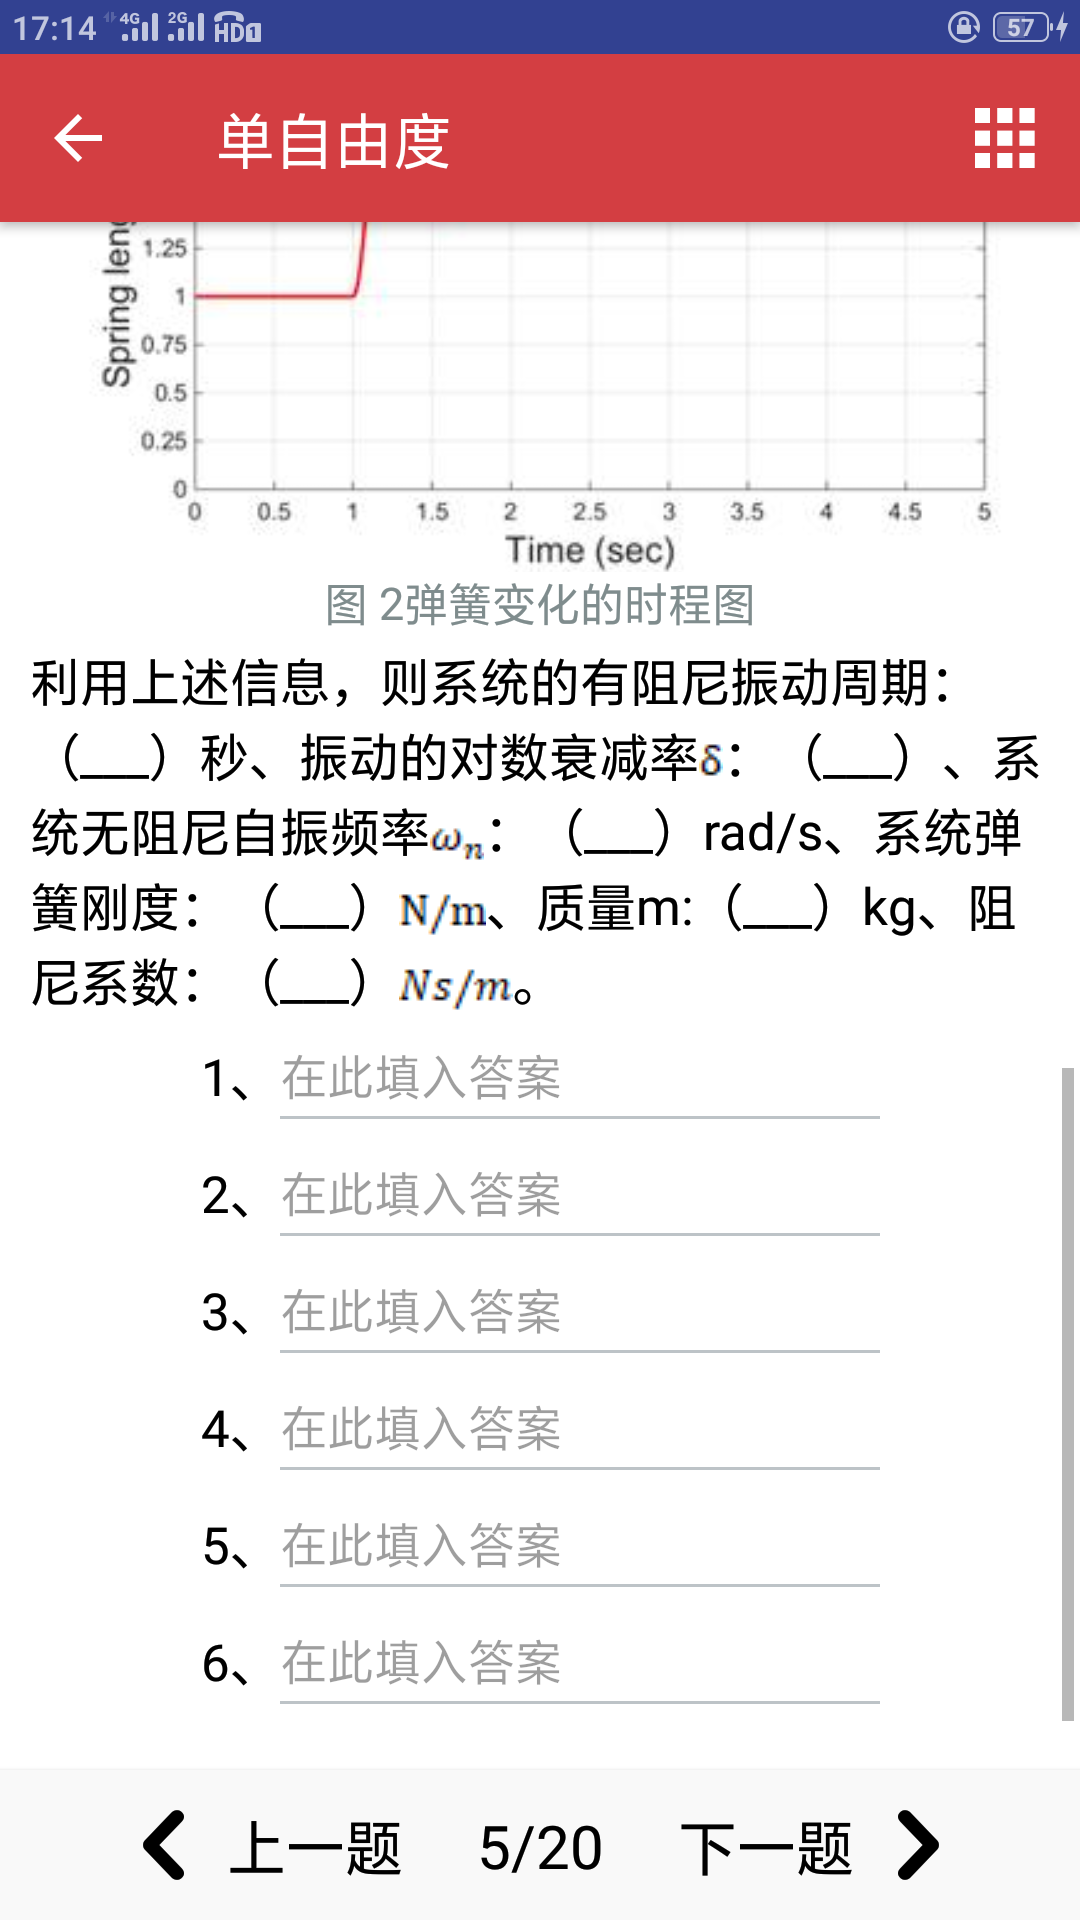 17:14 4G 2G HD1 57
单自由度
Spring leng
1.25
1
0.75
0.5
0.25
0
0 0.5 1 1.5 2 2.5 3 3.5 4 4.5 5
Time (sec)
图 2弹簧变化的时程图
利用上述信息，则系统的有阻尼振动周期：
（___）秒、振动的对数衰减率δ：（___）、系
统无阻尼自振频率ωn：（___）rad/s、系统弹
簧刚度：（___）N/m、质量m:（___）kg、阻
尼系数：（___）Ns/m。
1、在此填入答案
2、在此填入答案
3、在此填入答案
4、在此填入答案
5、在此填入答案
6、在此填入答案
上一题 5/20 下一题